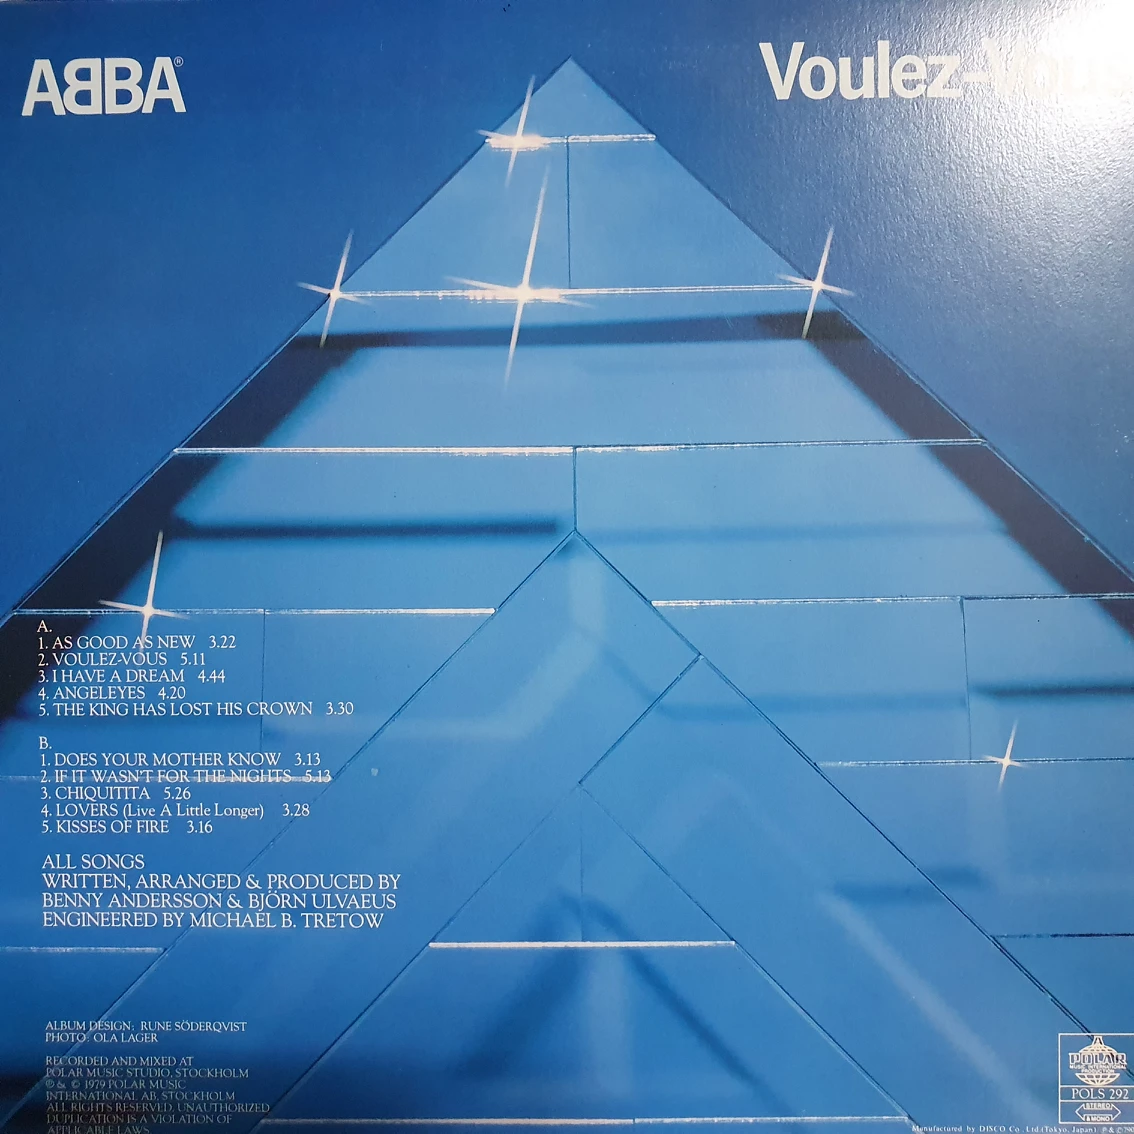 ABBA®
Voulez-Vous
A.
1. AS GOOD AS NEW 3.22
2. VOULEZ-VOUS 5.11
3. I HAVE A DREAM 4.44
4. ANGELEYES 4.20
5. THE KING HAS LOST HIS CROWN 3.30
B.
1. DOES YOUR MOTHER KNOW 3.13
2. IF IT WASN'T FOR THE NIGHTS 5.13
3. CHIQUITITA 5.26
4. LOVERS (Live A Little Longer) 3.28
5. KISSES OF FIRE 3.16
ALL SONGS
WRITTEN, ARRANGED & PRODUCED BY
BENNY ANDERSSON & BJÖRN ULVAEUS
ENGINEERED BY MICHAEL B. TRETOW
ALBUM DESIGN: RUNE SÖDERQVIST
PHOTO: OLA LAGER
RECORDED AND MIXED AT
POLAR MUSIC STUDIO, STOCKHOLM
℗ & © 1979 POLAR MUSIC
INTERNATIONAL AB, STOCKHOLM
ALL RIGHTS RESERVED. UNAUTHORIZED
DUPLICATION IS A VIOLATION OF
APPLICABLE LAWS.
POLAR
MUSIC INTERNATIONAL
PRODUCTION
POLS 292
STEREO
& MONO
Manufactured by DISCO Co., Ltd. (Tokyo, Japan)